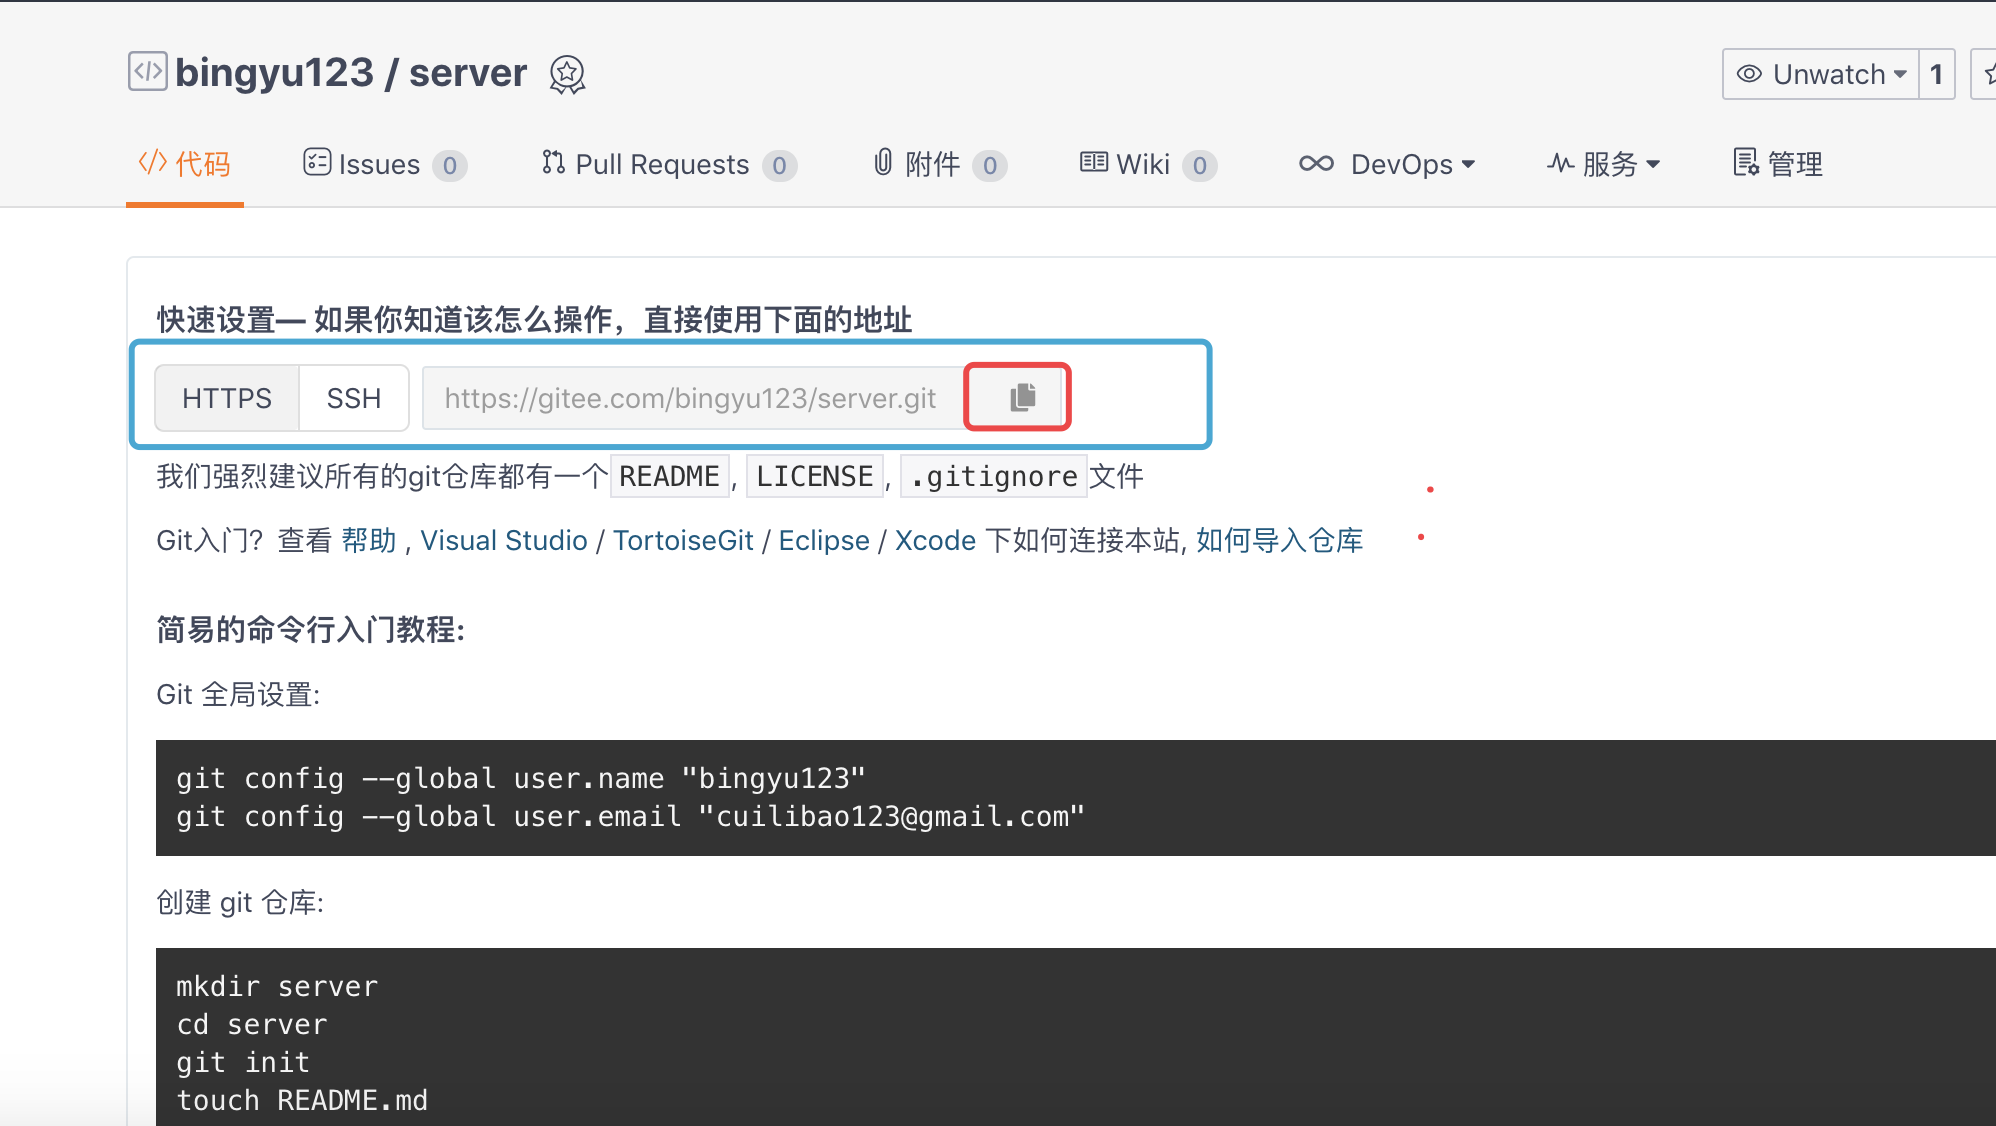 bingyu123 / server
Unwatch 1
代码 Issues 0 Pull Requests 0 附件 0 Wiki 0 DevOps 服务 管理
快速设置— 如果你知道该怎么操作，直接使用下面的地址
HTTPS SSH https://gitee.com/bingyu123/server.git
我们强烈建议所有的git仓库都有一个 README, LICENSE, .gitignore 文件
Git入门？查看 帮助 , Visual Studio / TortoiseGit / Eclipse / Xcode 下如何连接本站, 如何导入仓库
简易的命令行入门教程:
Git 全局设置:
git config --global user.name "bingyu123"
git config --global user.email "cuilibao123@gmail.com"
创建 git 仓库:
mkdir server
cd server
git init
touch README.md